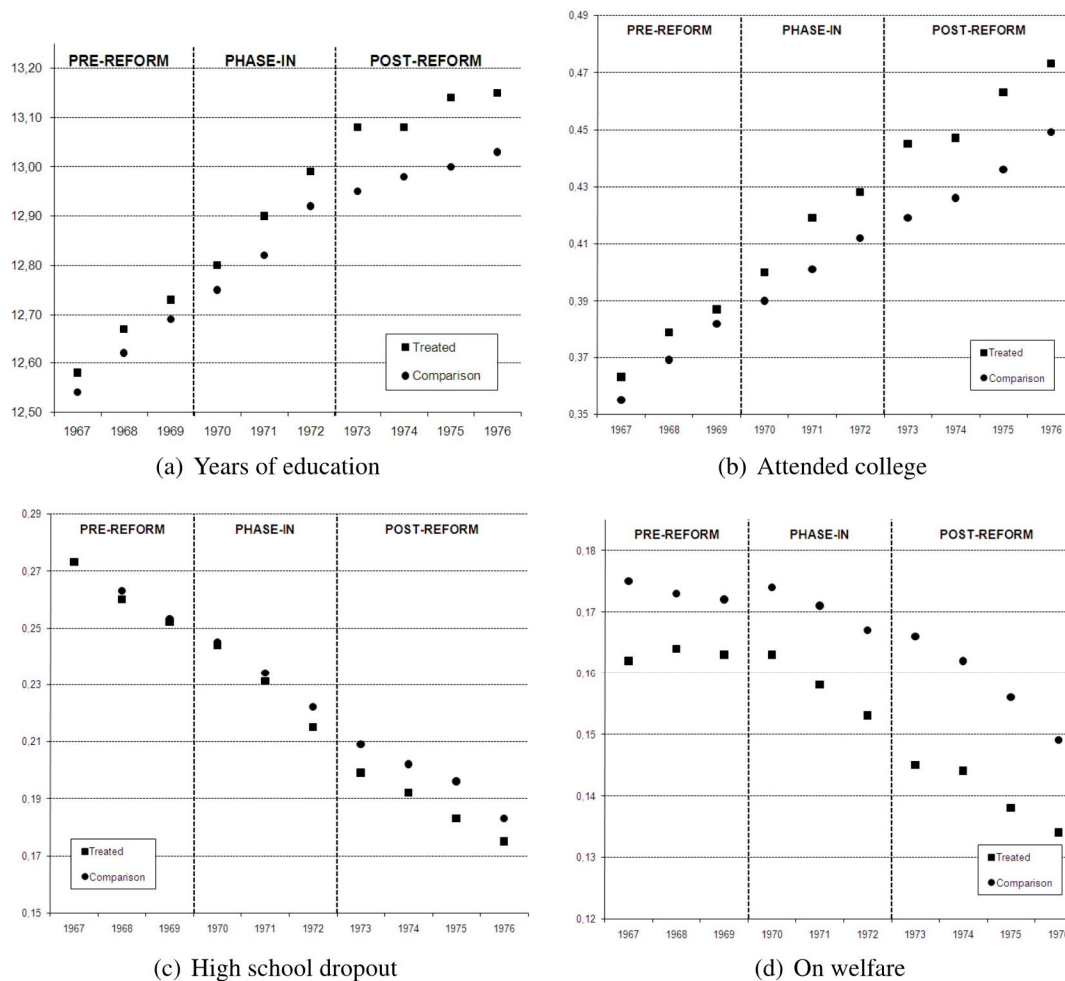 PRE-REFORM PHASE-IN POST-REFORM
13,20
13,10
13,00
12,90
12,80
12,70
12,60
12,50
Treated
Comparison
1967 1968 1969 1970 1971 1972 1973 1974 1975 1976
(a) Years of education
0,49
PRE-REFORM PHASE-IN POST-REFORM
0,47
0,45
0,43
0,41
0,39
0,37
0,35
Treated
Comparison
1967 1968 1969 1970 1971 1972 1973 1974 1975 1976
(b) Attended college
0,29
PRE-REFORM PHASE-IN POST-REFORM
0,27
0,25
0,23
0,21
0,19
0,17
0,15
Treated
Comparison
1967 1968 1969 1970 1971 1972 1973 1974 1975 1976
(c) High school dropout
PRE-REFORM PHASE-IN POST-REFORM
0,18
0,17
0,16
0,15
0,14
0,13
0,12
Treated
Comparison
1967 1968 1969 1970 1971 1972 1973 1974 1975 1976
(d) On welfare